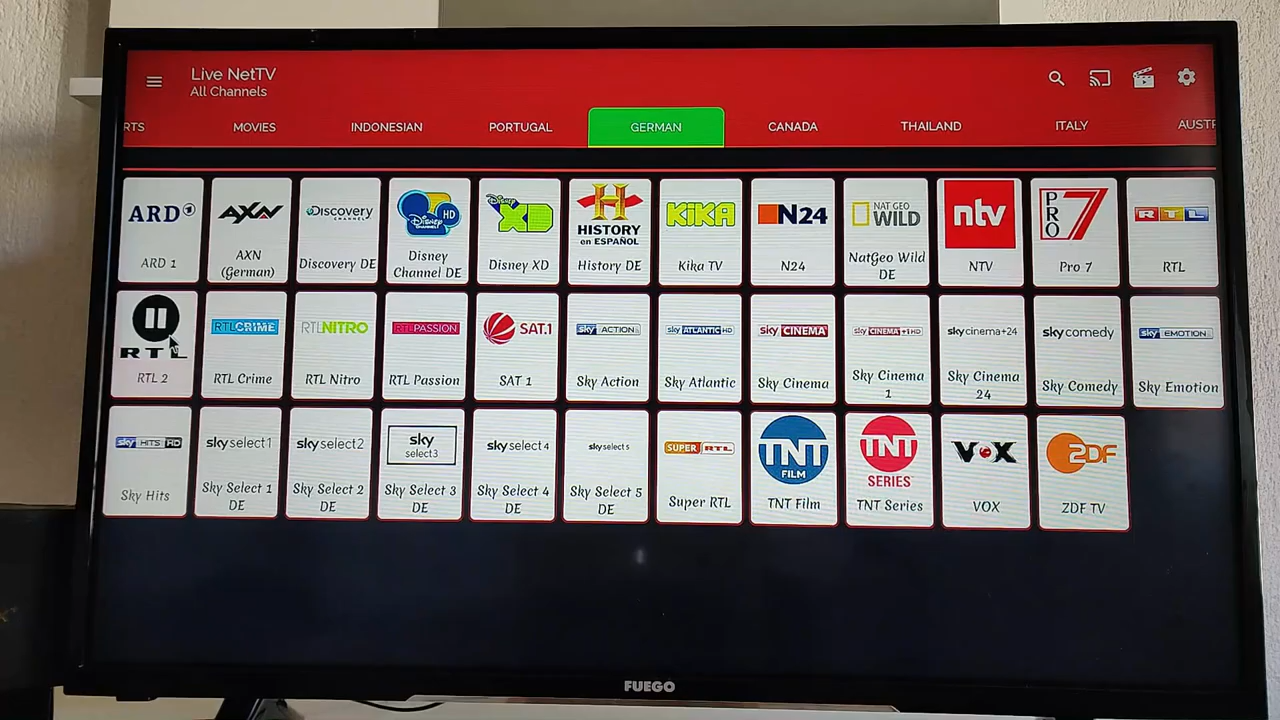 Live NetTV
All Channels
RTS MOVIES INDONESIAN PORTUGAL GERMAN CANADA THAILAND ITALY AUSTR
ARD
ARD 1
AXN
AXN
(German)
Discovery
CHANNEL
Discovery DE
Disney
CHANNEL
HD
Disney
Channel DE
Disney
XD
Disney XD
H
HISTORY
en ESPAÑOL
History DE
KiKA
Kika TV
N24
N24
NAT GEO
WILD
NatGeo Wild
DE
ntv
NTV
PRO
7
Pro 7
RTL
RTL
RTL
RTL 2
RTL CRIME
RTL Crime
RTL NITRO
RTL Nitro
RTL PASSION
RTL Passion
SAT.1
SAT 1
sky ACTION
Sky Action
sky ATLANTIC HD
Sky Atlantic
sky CINEMA
Sky Cinema
sky CINEMA +1 HD
Sky Cinema
1
sky cinema+24
Sky Cinema
24
sky comedy
Sky Comedy
sky EMOTION
Sky Emotion
sky HITS HD
Sky Hits
sky select1
Sky Select 1
DE
sky select2
Sky Select 2
DE
sky
select3
Sky Select 3
DE
sky select 4
Sky Select 4
DE
sky select 5
Sky Select 5
DE
SUPER RTL
Super RTL
TNT
FILM
TNT Film
TNT
SERIES
TNT Series
VOX
VOX
ZDF
ZDF TV
FUEGO